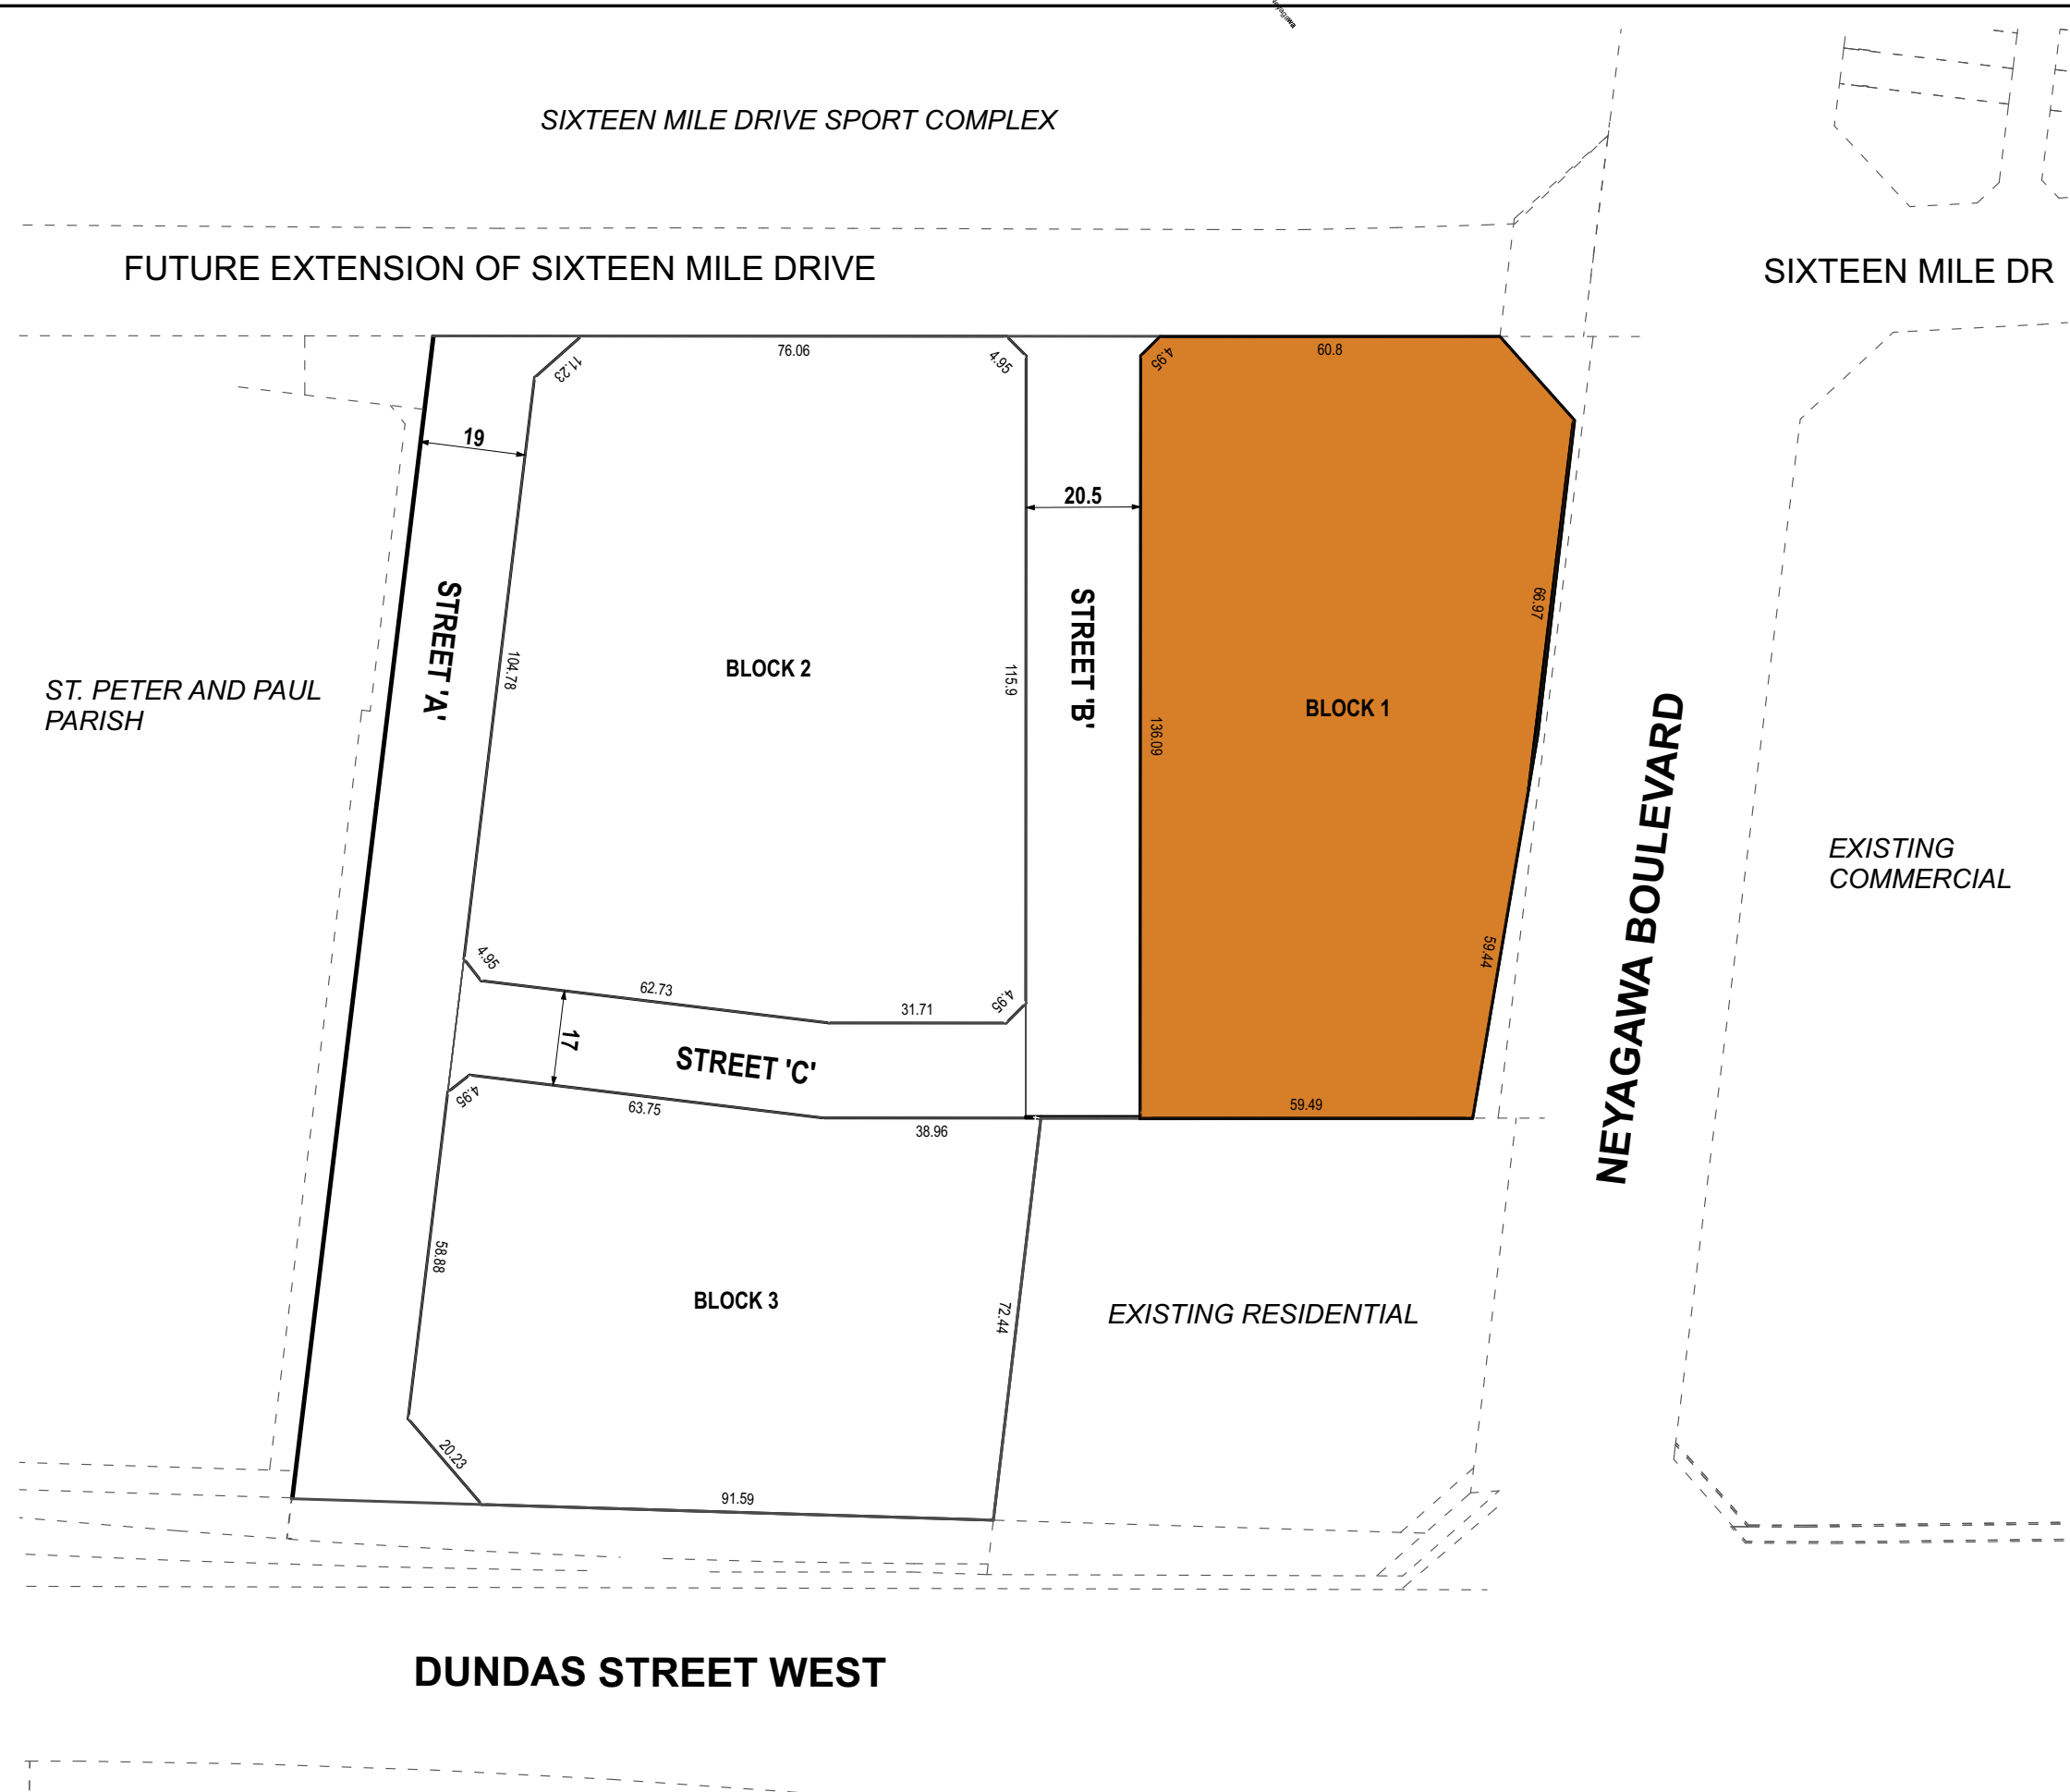 Neyagawa
SIXTEEN MILE DRIVE SPORT COMPLEX
FUTURE EXTENSION OF SIXTEEN MILE DRIVE
SIXTEEN MILE DR
76.06
60.8
11.23
4.95
4.95
19
20.5
STREET 'A'
STREET 'B'
66.97
104.78
115.9
136.09
BLOCK 2
BLOCK 1
ST. PETER AND PAUL
PARISH
NEYAGAWA BOULEVARD
EXISTING
COMMERCIAL
59.44
4.95
62.73
31.71
4.95
17
STREET 'C'
4.95
63.75
38.96
59.49
58.88
BLOCK 3
72.44
EXISTING RESIDENTIAL
20.23
91.59
DUNDAS STREET WEST